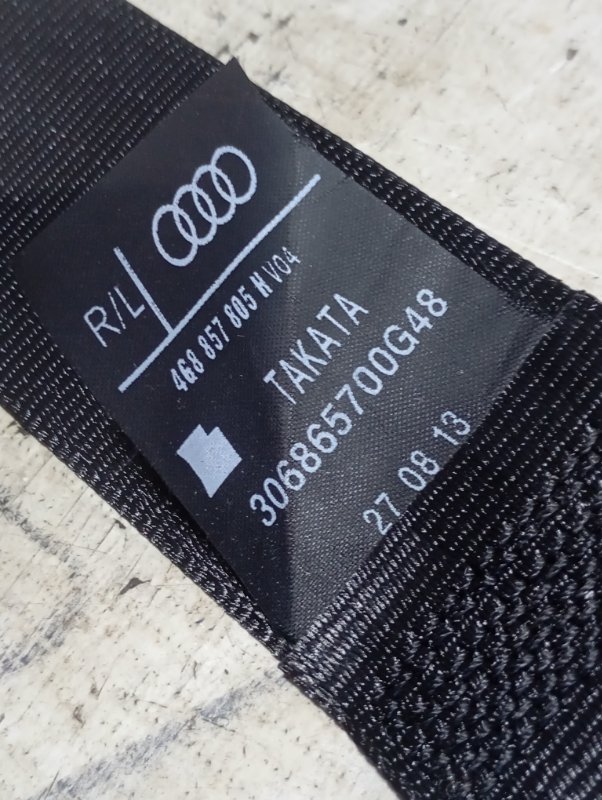 R/L
4G8 857 805 H V04
TAKATA
306865700G48
27 08 13